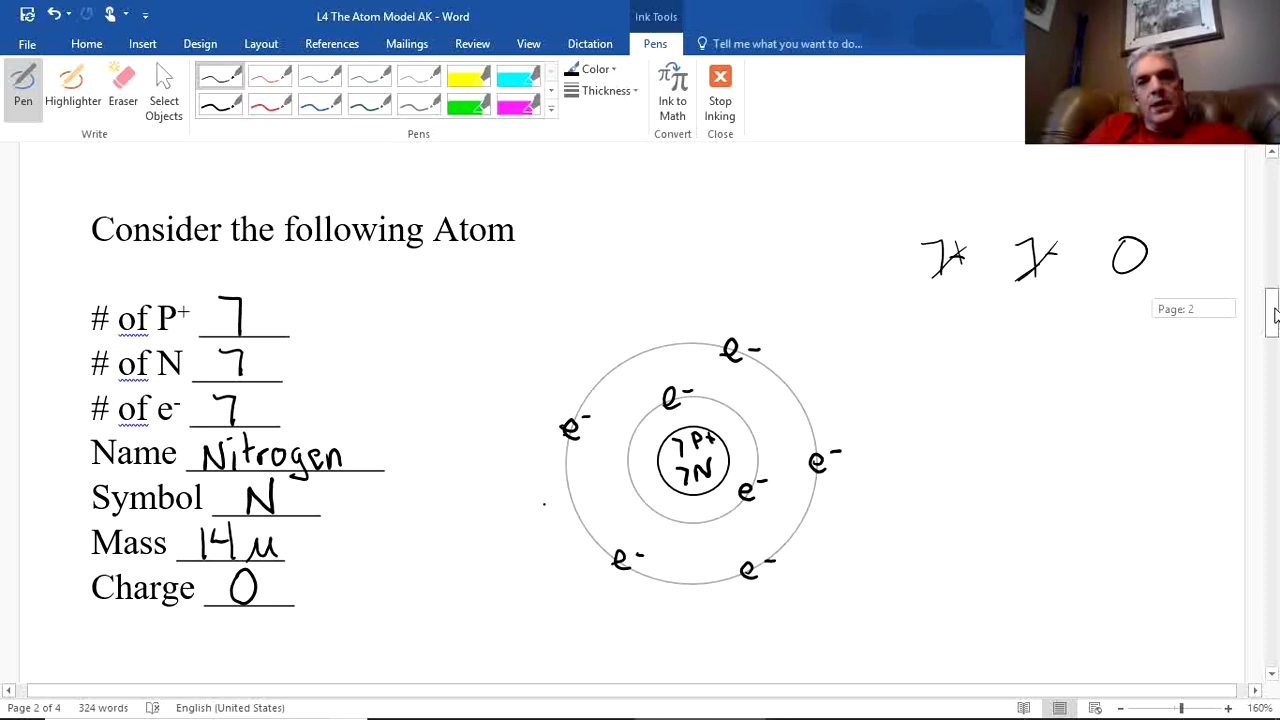 L4 The Atom Model AK - Word
Ink Tools
File Home Insert Design Layout References Mailings Review View Dictation Pens Tell me what you want to do...
Pen Highlighter Eraser Select Objects
Color
Thickness
Ink to Math
Stop Inking
Write Pens Convert Close
Consider the following Atom
7+ 7- 0
# of P+ 7
Page: 2
# of N 7
# of e- 7
Name Nitrogen
Symbol N
Mass 14 μ
Charge 0
e-
e-
e-
7 P+
7 N
e-
e-
e-
e-
Page 2 of 4 324 words English (United States) 160%